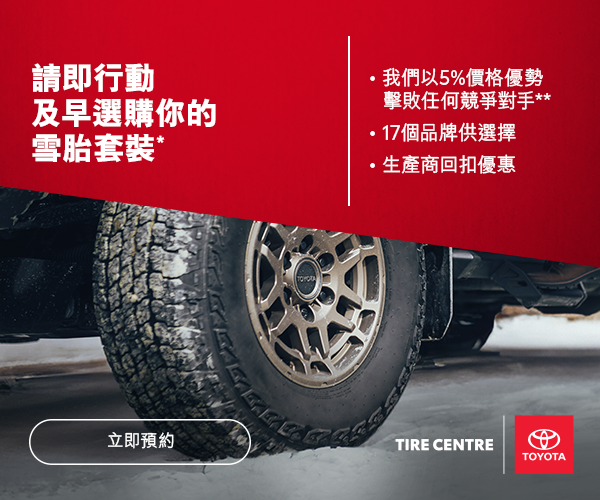 請即行動
及早選購你的
雪胎套裝*
• 我們以5%價格優勢
擊敗任何競爭對手**
• 17個品牌供選擇
• 生產商回扣優惠
TOYOTA
立即預約
TIRE CENTRE
TOYOTA